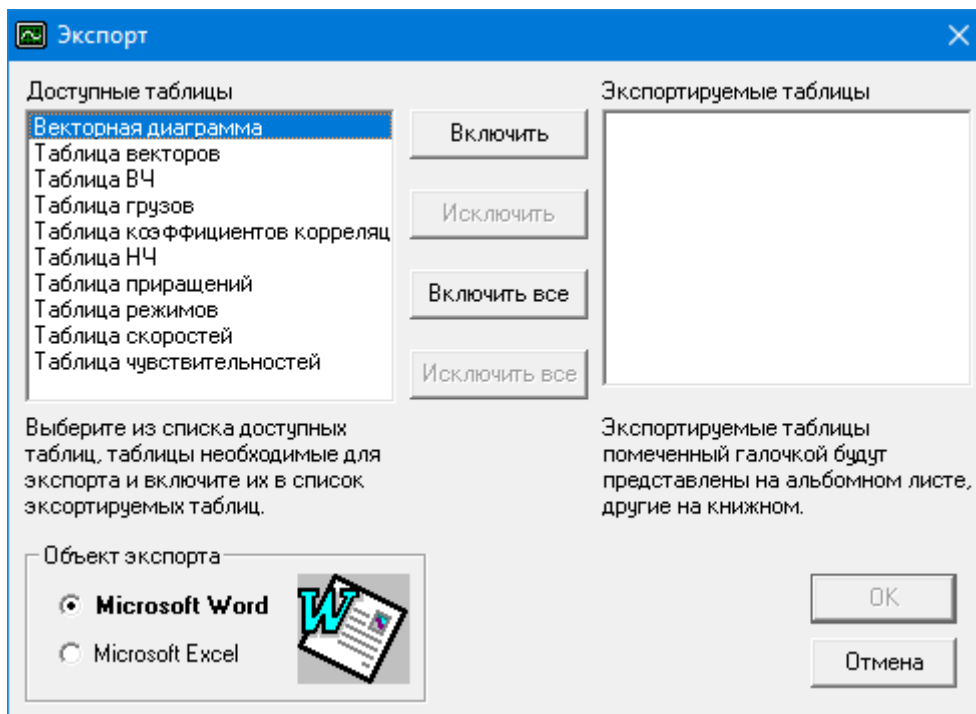 Экспорт
Доступные таблицы
Векторная диаграмма
Таблица векторов
Таблица ВЧ
Таблица грузов
Таблица коэффициентов корреляц
Таблица НЧ
Таблица приращений
Таблица режимов
Таблица скоростей
Таблица чувствительностей
Включить
Исключить
Включить все
Исключить все
Экспортируемые таблицы
Выберите из списка доступных
таблиц, таблицы необходимые для
экспорта и включите их в список
эксортируемых таблиц.
Экспортируемые таблицы
помеченный галочкой будут
представлены на альбомном листе,
другие на книжном.
Объект экспорта
Microsoft Word
Microsoft Excel
W
OK
Отмена